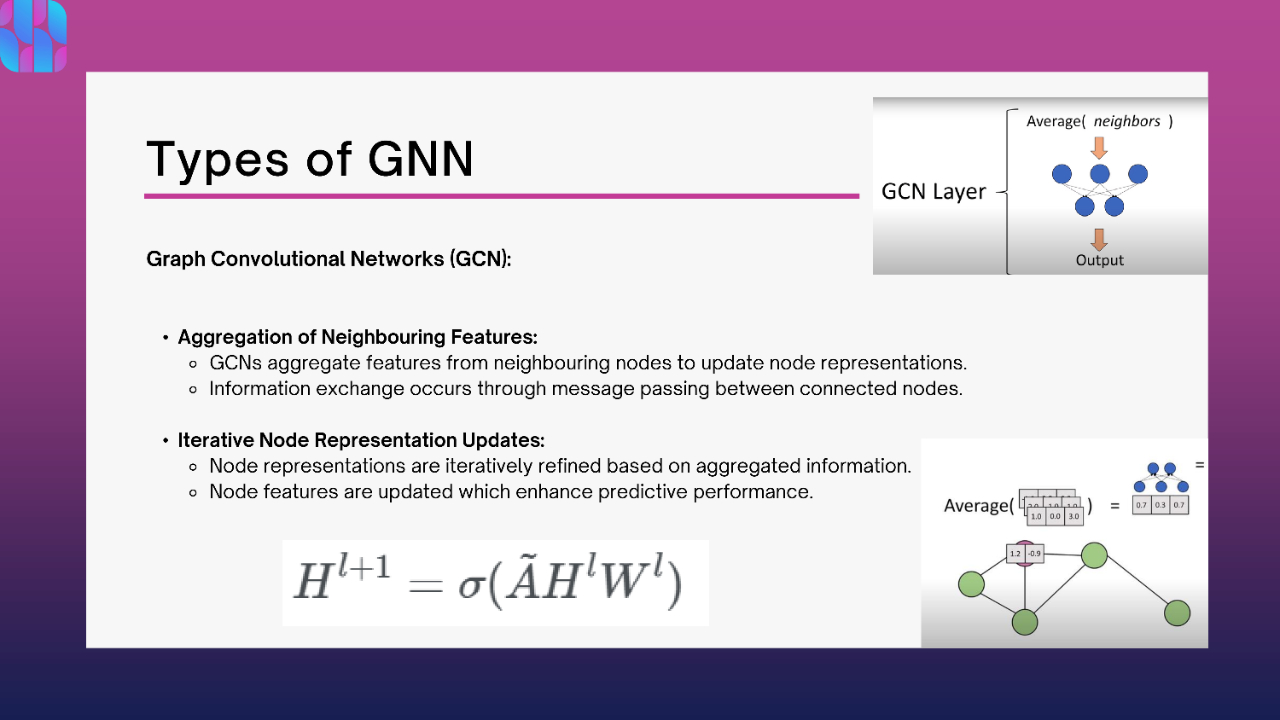 Types of GNN
Average( neighbors )
GCN Layer
Output
Graph Convolutional Networks (GCN):
• Aggregation of Neighbouring Features:
○ GCNs aggregate features from neighbouring nodes to update node representations.
○ Information exchange occurs through message passing between connected nodes.
• Iterative Node Representation Updates:
○ Node representations are iteratively refined based on aggregated information.
○ Node features are updated which enhance predictive performance.
H^{l+1} = σ(ÃH^lW^l)
=
Average( 1.0 0.0 3.0 ) = 0.7 0.3 0.7
1.2 -0.9